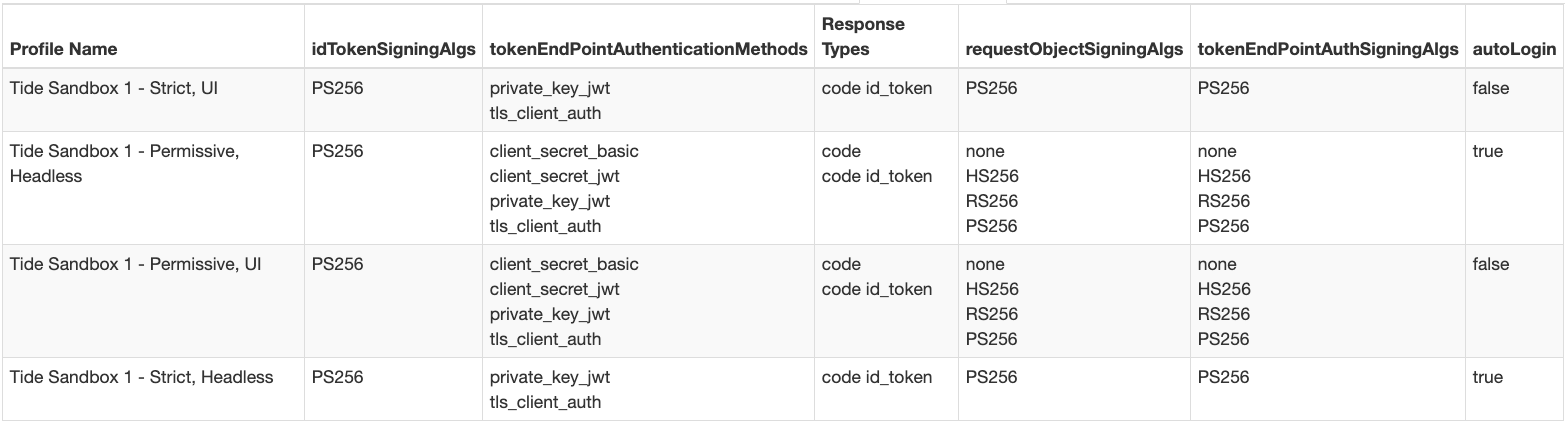 Profile Name idTokenSigningAlgs tokenEndPointAuthenticationMethods Response Types requestObjectSigningAlgs tokenEndPointAuthSigningAlgs autoLogin
Tide Sandbox 1 - Strict, UI PS256 private_key_jwt code id_token PS256 PS256 false
tls_client_auth
Tide Sandbox 1 - Permissive, PS256 client_secret_basic code none none true
Headless client_secret_jwt code id_token HS256 HS256
private_key_jwt RS256 RS256
tls_client_auth PS256 PS256
Tide Sandbox 1 - Permissive, UI PS256 client_secret_basic code none none false
client_secret_jwt code id_token HS256 HS256
private_key_jwt RS256 RS256
tls_client_auth PS256 PS256
Tide Sandbox 1 - Strict, Headless PS256 private_key_jwt code id_token PS256 PS256 true
tls_client_auth